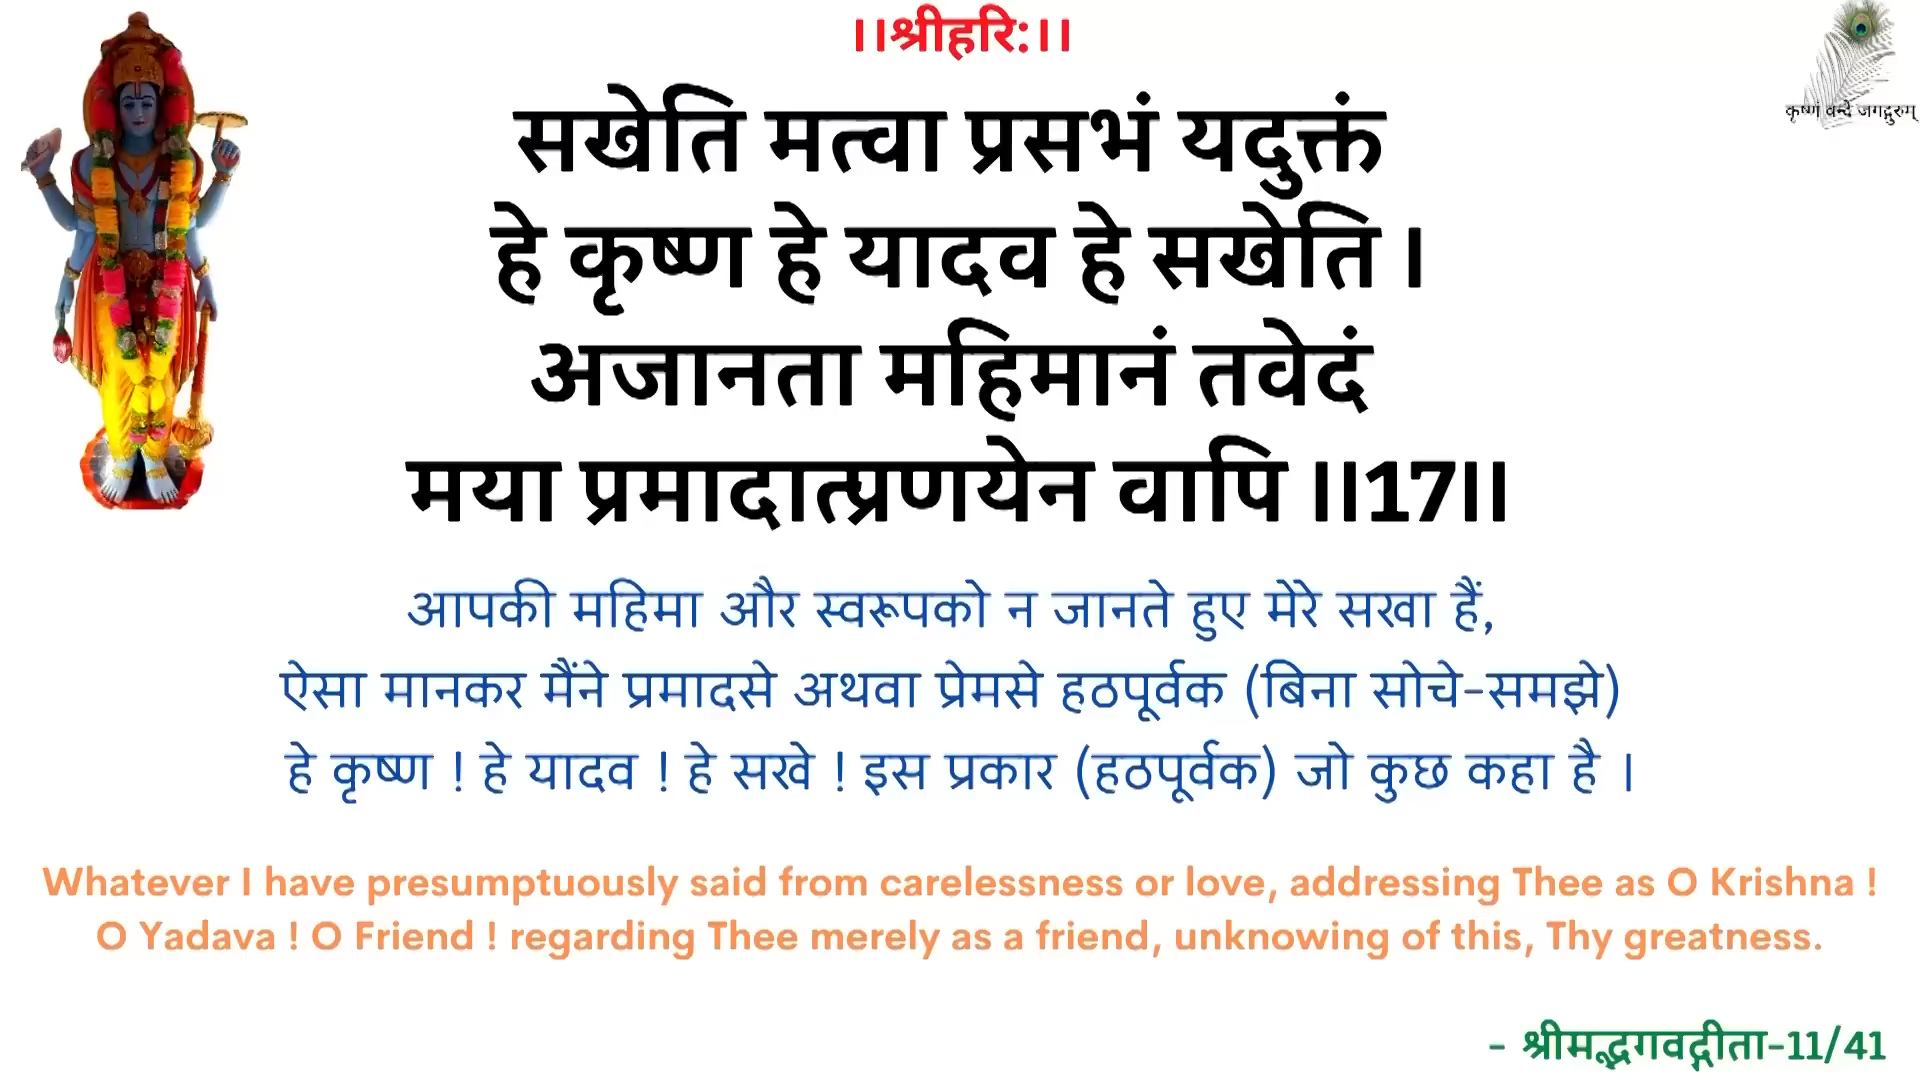 ।।श्रीहरि:।।
कृष्णं वन्दे जगद्गुरुम्
सखेति मत्वा प्रसभं यदुक्तं
हे कृष्ण हे यादव हे सखेति ।
अजानता महिमानं तवेदं
मया प्रमादात्प्रणयेन वापि ।।17।।
आपकी महिमा और स्वरूपको न जानते हुए मेरे सखा हैं,
ऐसा मानकर मैंने प्रमादसे अथवा प्रेमसे हठपूर्वक (बिना सोचे-समझे)
हे कृष्ण ! हे यादव ! हे सखे ! इस प्रकार (हठपूर्वक) जो कुछ कहा है ।
Whatever I have presumptuously said from carelessness or love, addressing Thee as O Krishna !
O Yadava ! O Friend ! regarding Thee merely as a friend, unknowing of this, Thy greatness.
- श्रीमद्भगवद्गीता-11/41